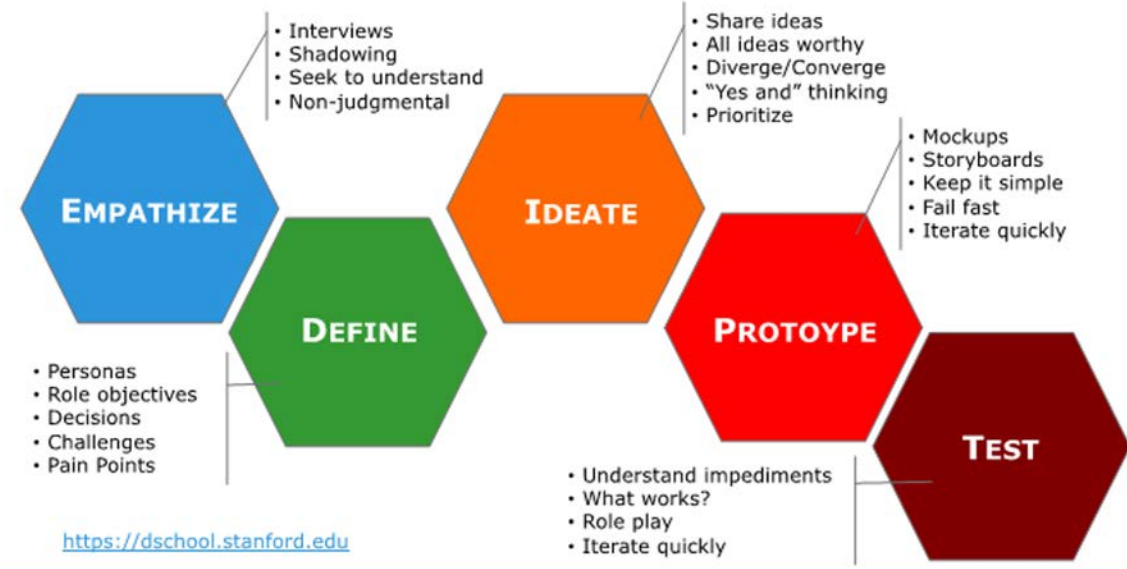 EMPATHIZE
• Interviews
• Shadowing
• Seek to understand
• Non-judgmental
DEFINE
• Personas
• Role objectives
• Decisions
• Challenges
• Pain Points
IDEATE
• Share ideas
• All ideas worthy
• Diverge/Converge
• “Yes and” thinking
• Prioritize
PROTOYPE
• Mockups
• Storyboards
• Keep it simple
• Fail fast
• Iterate quickly
TEST
• Understand impediments
• What works?
• Role play
• Iterate quickly
https://dschool.stanford.edu